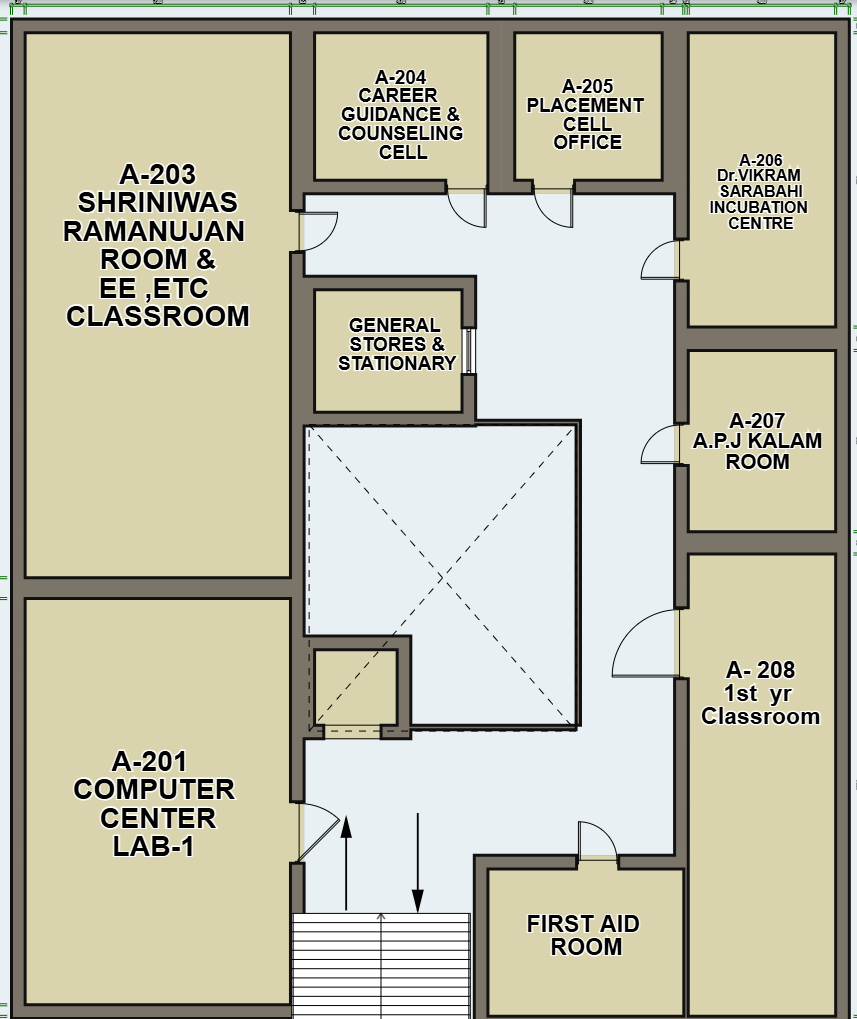 A-203
SHRINIWAS
RAMANUJAN
ROOM &
EE ,ETC
CLASSROOM
A-204
CAREER
GUIDANCE &
COUNSELING
CELL
A-205
PLACEMENT
CELL
OFFICE
A-206
Dr.VIKRAM
SARABAHI
INCUBATION
CENTRE
GENERAL
STORES &
STATIONARY
A-207
A.P.J KALAM
ROOM
A- 208
1st yr
Classroom
A-201
COMPUTER
CENTER
LAB-1
FIRST AID
ROOM